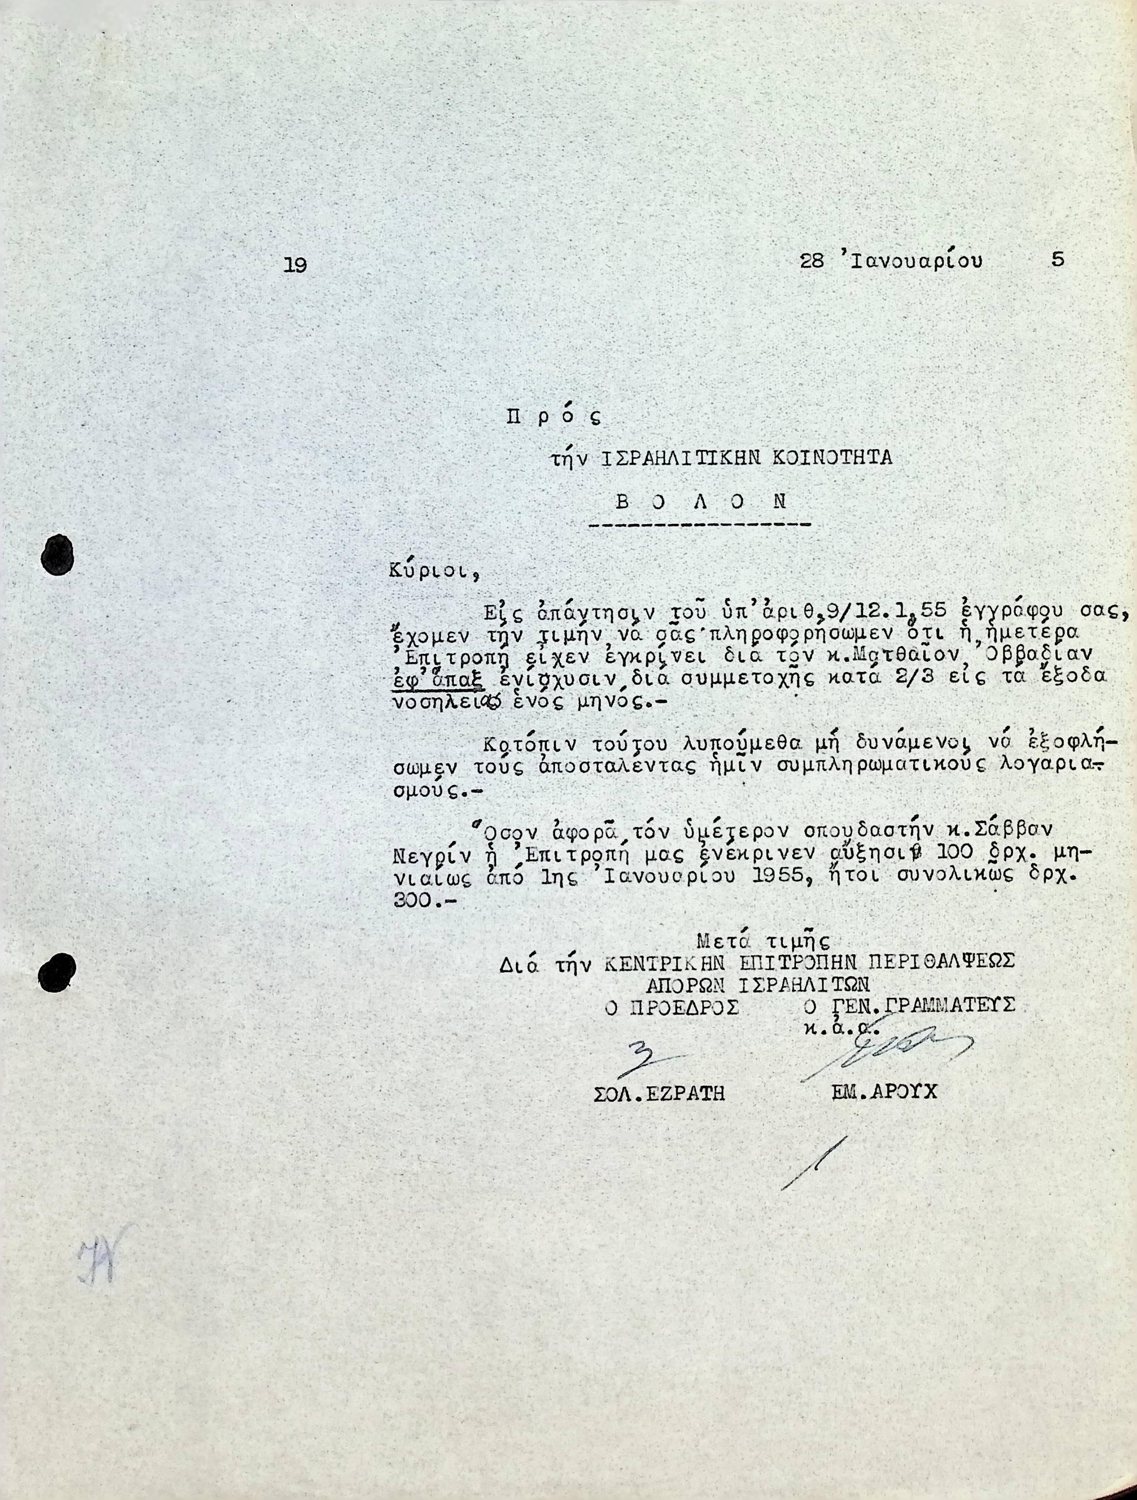 19 28 Ἰανουαρίου 5
Π ρ ό ς
τήν ΙΣΡΑΗΛΙΤΙΚΗΝ ΚΟΙΝΟΤΗΤΑ
Β Ο Λ Ο Ν
Κύριοι,
Εἰς ἀπάντησιν τοῦ ὑπ'ἀριθ.9/12.1.55 ἐγγράφου σας,
ἔχομεν τήν τιμήν νά σᾶς πληροφορήσωμεν ὅτι ἡ ἡμετέρα
Ἐπιτροπή εἶχεν ἐγκρίνει διά τόν κ.Ματθαῖον Ὀββαδίαν
ἐφ'ἅπαξ ἐνίσχυσιν διά συμμετοχῆς κατά 2/3 εἰς τά ἔξοδα
νοσηλείας ἑνός μηνός.-
Κατόπιν τούτου λυπούμεθα μή δυνάμενοι νά ἐξοφλή-
σωμεν τούς ἀποσταλέντας ἡμῖν συμπληρωματικούς λογαρια-
σμούς.-
Ὅσον ἀφορᾶ τόν ὑμέτερον σπουδαστήν κ.Σάββαν
Νεγρίν ἡ Ἐπιτροπή μας ἐνέκρινεν αὔξησιν 100 δρχ. μη-
νιαίως ἀπό 1ης Ἰανουαρίου 1955, ἤτοι συνολικῶς δρχ.
300.-
Μετά τιμῆς
Διά τήν ΚΕΝΤΡΙΚΗΝ ΕΠΙΤΡΟΠΗΝ ΠΕΡΙΘΑΛΨΕΩΣ
ΑΠΟΡΩΝ ΙΣΡΑΗΛΙΤΩΝ
Ο ΠΡΟΕΔΡΟΣ Ο ΓΕΝ.ΓΡΑΜΜΑΤΕΥΣ
κ.ἀ.α.
ΣΟΛ.ΕΖΡΑΤΗ ΕΜ.ΑΡΟΥΧ